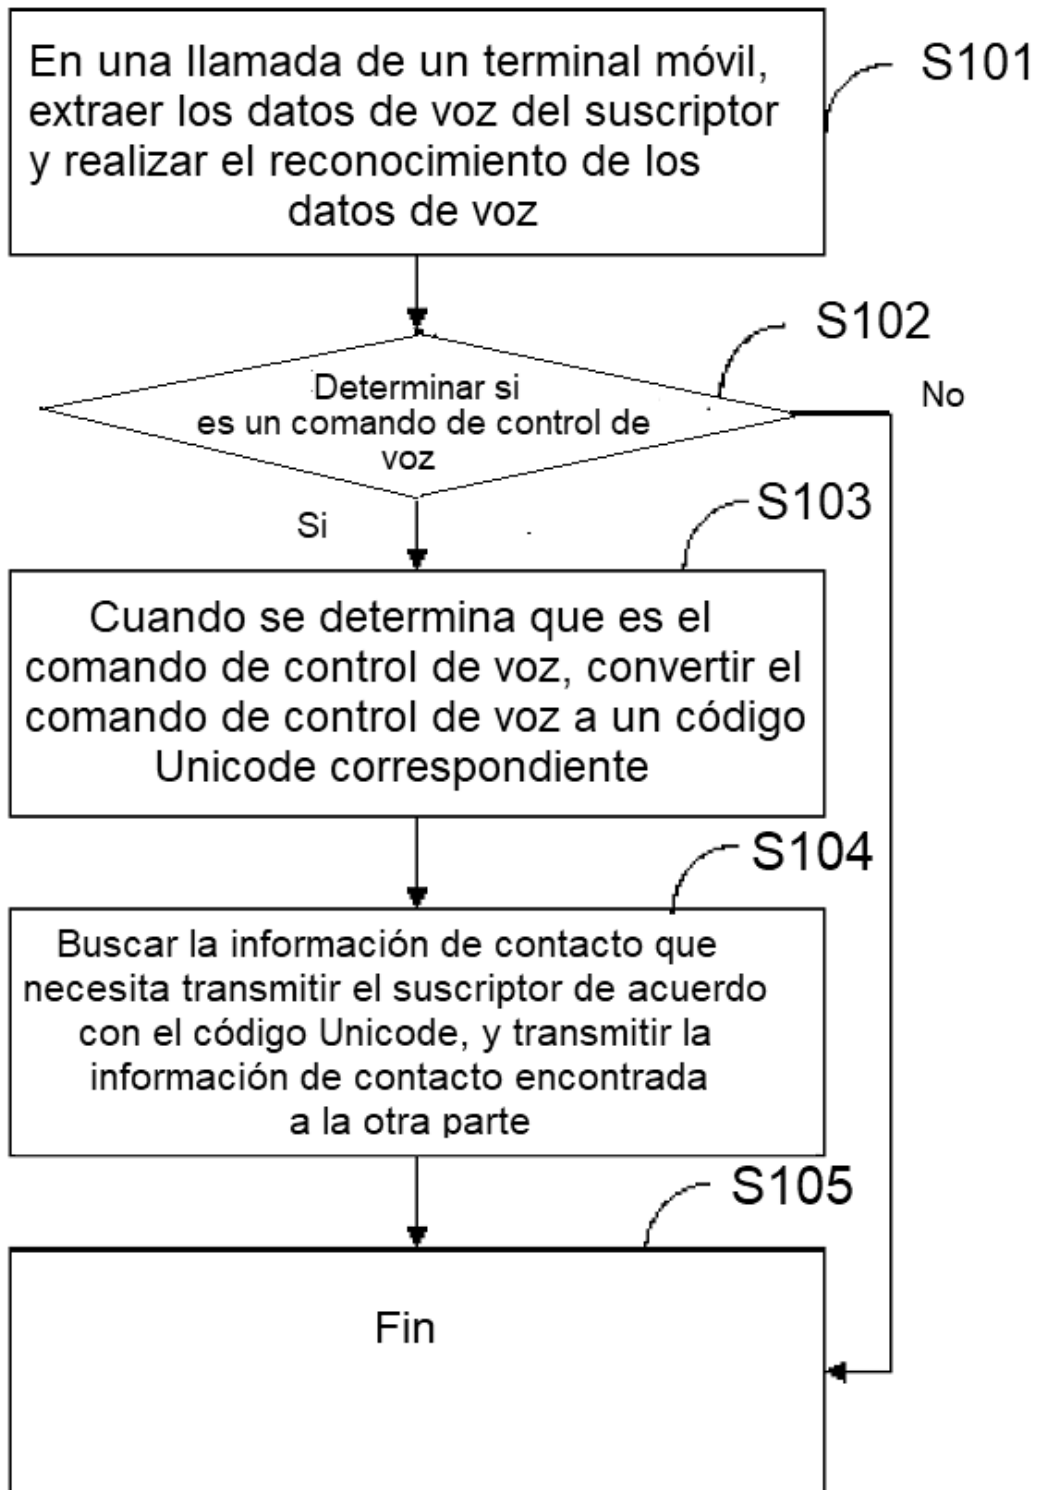 En una llamada de un terminal móvil,
extraer los datos de voz del suscriptor
y realizar el reconocimiento de los
datos de voz
S101
S102
Determinar si
es un comando de control de
voz
No
Si
S103
Cuando se determina que es el
comando de control de voz, convertir el
comando de control de voz a un código
Unicode correspondiente
S104
Buscar la información de contacto que
necesita transmitir el suscriptor de acuerdo
con el código Unicode, y transmitir la
información de contacto encontrada
a la otra parte
S105
Fin